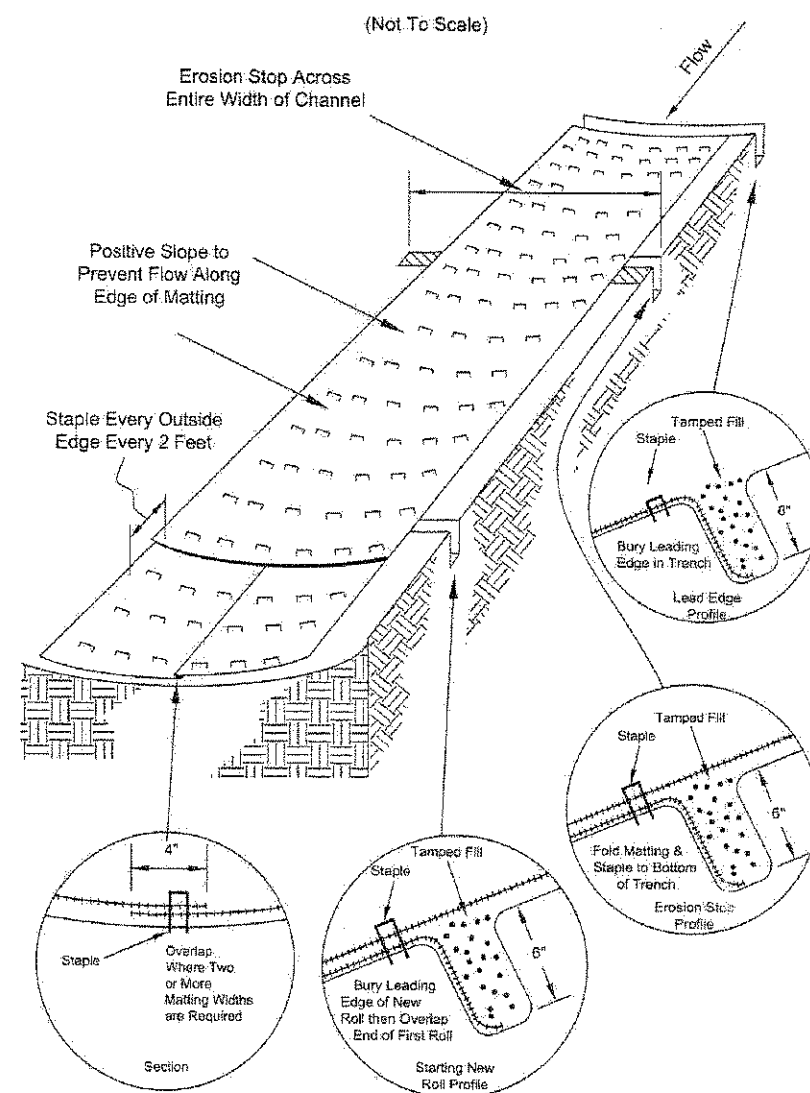 (Not To Scale)
Flow
Erosion Stop Across
Entire Width of Channel
Positive Slope to
Prevent Flow Along
Edge of Matting
Staple Every Outside
Edge Every 2 Feet
Tamped Fill
Staple
6"
Bury Leading
Edge in Trench
Lead Edge
Profile
Tamped Fill
Staple
6"
Fold Matting &
Staple to Bottom
of Trench
Erosion Stop
Profile
4"
Staple
Overlap
Where Two
or More
Matting Widths
are Required
Section
Tamped Fill
Staple
6"
Bury Leading
Edge of New
Roll then Overlap
End of First Roll
Starting New
Roll Profile